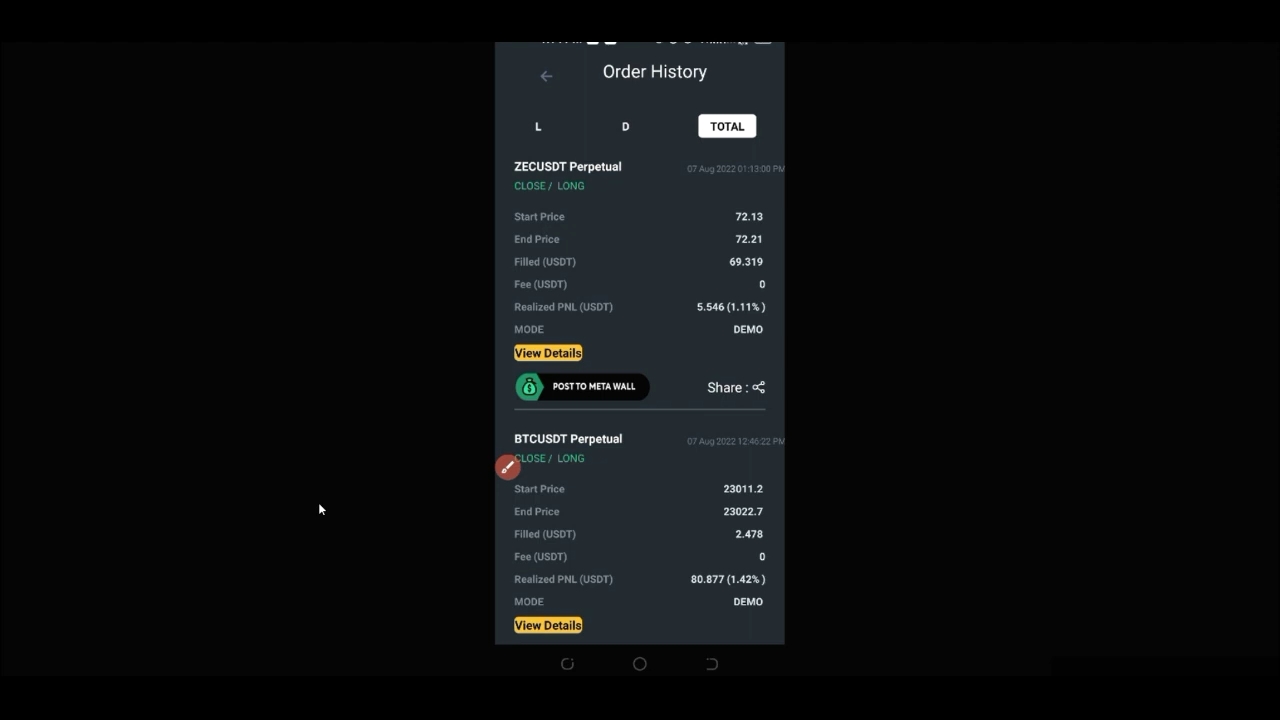 Order History
L D TOTAL
ZECUSDT Perpetual 07 Aug 2022 01:13:00 PM
CLOSE / LONG
Start Price 72.13
End Price 72.21
Filled (USDT) 69.319
Fee (USDT) 0
Realized PNL (USDT) 5.546 (1.11% )
MODE DEMO
View Details
POST TO META WALL Share :
BTCUSDT Perpetual 07 Aug 2022 12:46:22 PM
CLOSE / LONG
Start Price 23011.2
End Price 23022.7
Filled (USDT) 2.478
Fee (USDT) 0
Realized PNL (USDT) 80.877 (1.42% )
MODE DEMO
View Details